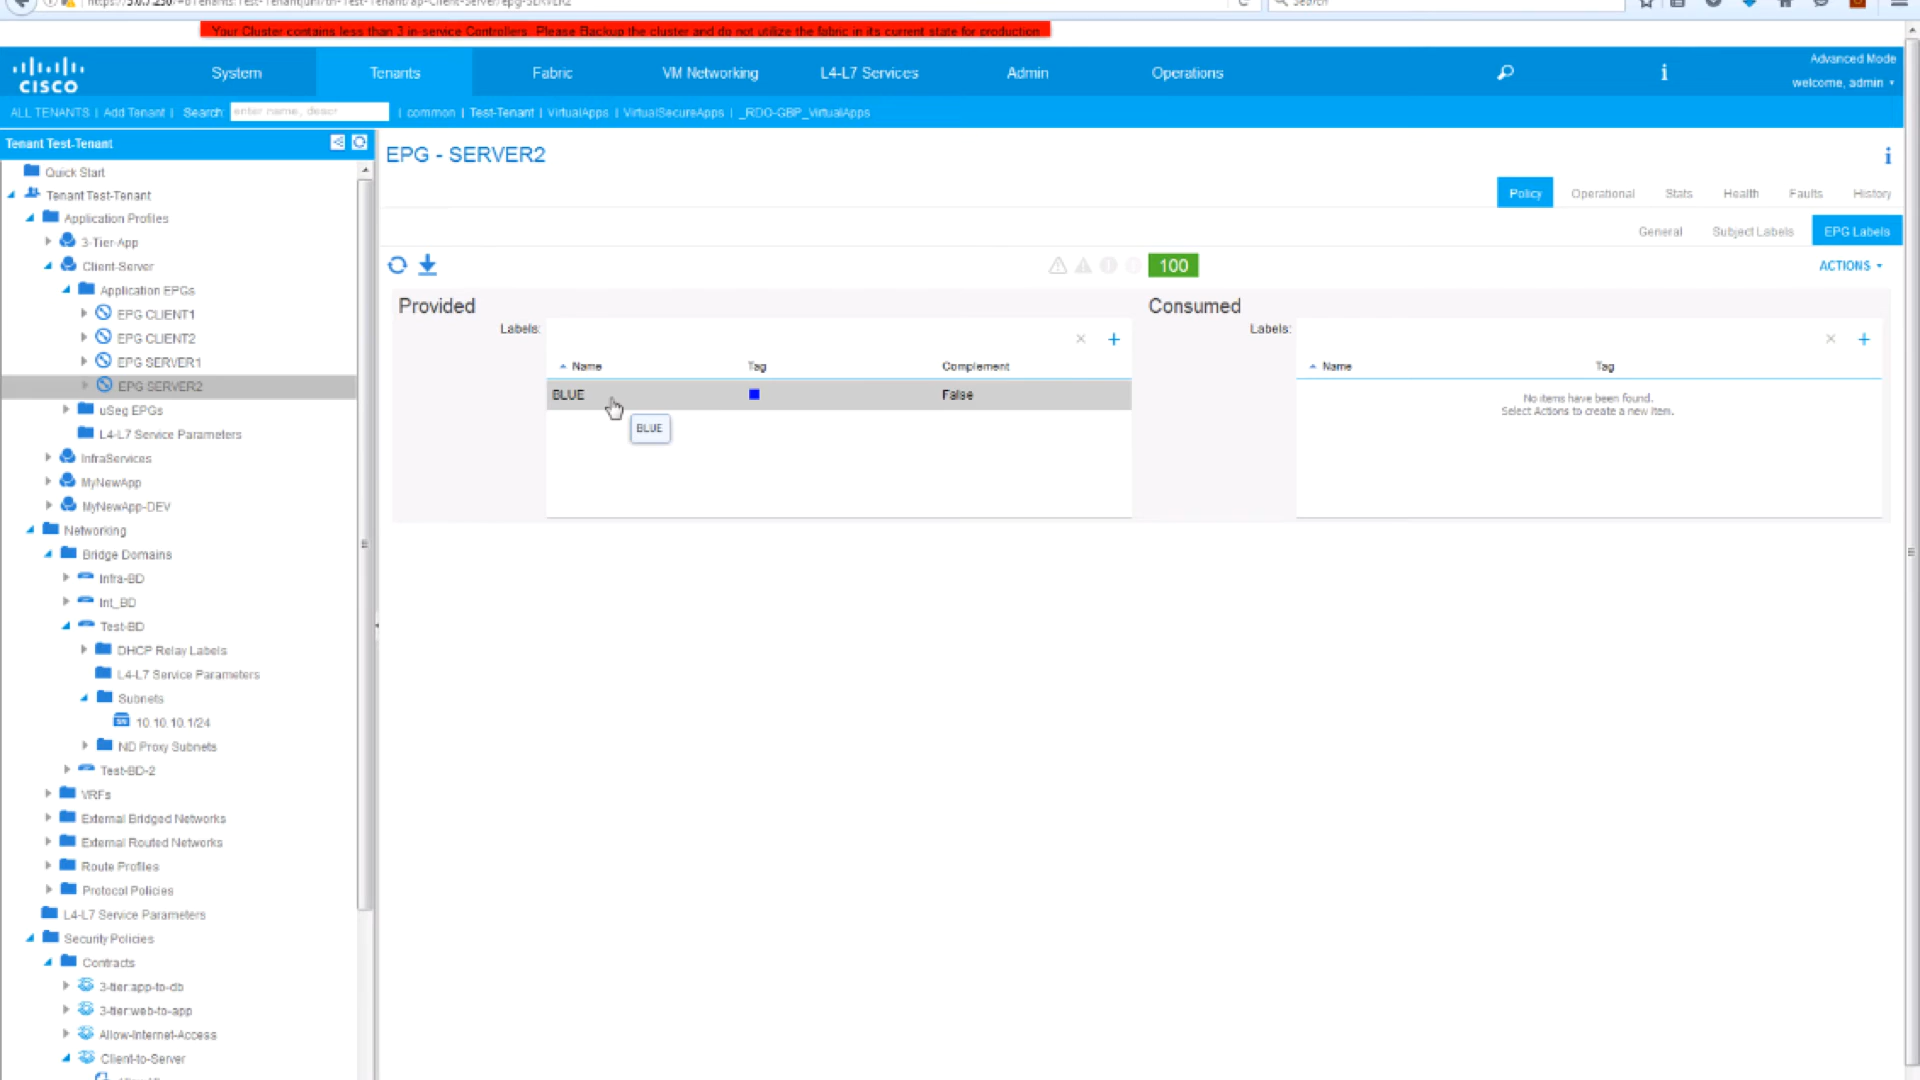 Your Cluster contains less than 3 in-service Controllers. Please Backup the cluster and do not utilize the fabric in its current state for production
CISCO
System
Tenants
Fabric
VM Networking
L4-L7 Services
Admin
Operations
i
Advanced Mode
welcome, admin
ALL TENANTS | Add Tenant | Search: enter name, descr | common | Test-Tenant | VirtualApps | VirtualSecureApps | _RDO-GBP_VirtualApps
Tenant Test-Tenant
Quick Start
Tenant Test-Tenant
Application Profiles
3-Tier-App
Client-Server
Application EPGs
EPG CLIENT1
EPG CLIENT2
EPG SERVER1
EPG SERVER2
uSeg EPGs
L4-L7 Service Parameters
InfraServices
MyNewApp
MyNewApp-DEV
Networking
Bridge Domains
Infra-BD
Int_BD
Test-BD
DHCP Relay Labels
L4-L7 Service Parameters
Subnets
10.10.10.1/24
ND Proxy Subnets
Test-BD-2
VRFs
External Bridged Networks
External Routed Networks
Route Profiles
Protocol Policies
L4-L7 Service Parameters
Security Policies
Contracts
3-tier:app-to-db
3-tier:web-to-app
Allow-Internet-Access
Client-to-Server
EPG - SERVER2
i
Policy
Operational
Stats
Health
Faults
History
General
Subject Labels
EPG Labels
100
ACTIONS
Provided
Labels:
Name
Tag
Complement
BLUE
False
BLUE
Consumed
Labels:
Name
Tag
No items have been found.
Select Actions to create a new item.